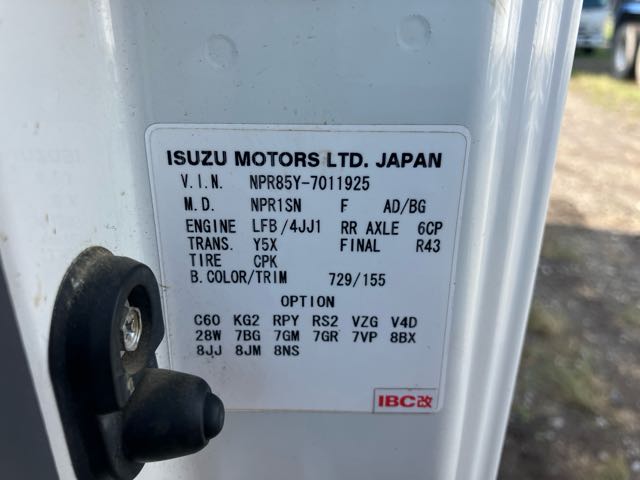 ISUZU MOTORS LTD. JAPAN
V.I.N. NPR85Y-7011925
M.D. NPR1SN F AD/BG
ENGINE LFB/4JJ1 RR AXLE 6CP
TRANS. Y5X FINAL R43
TIRE CPK
B.COLOR/TRIM 729/155
OPTION
C60 KG2 RPY RS2 VZG V4D
28W 7BG 7GM 7GR 7VP 8BX
8JJ 8JM 8NS
IBC改